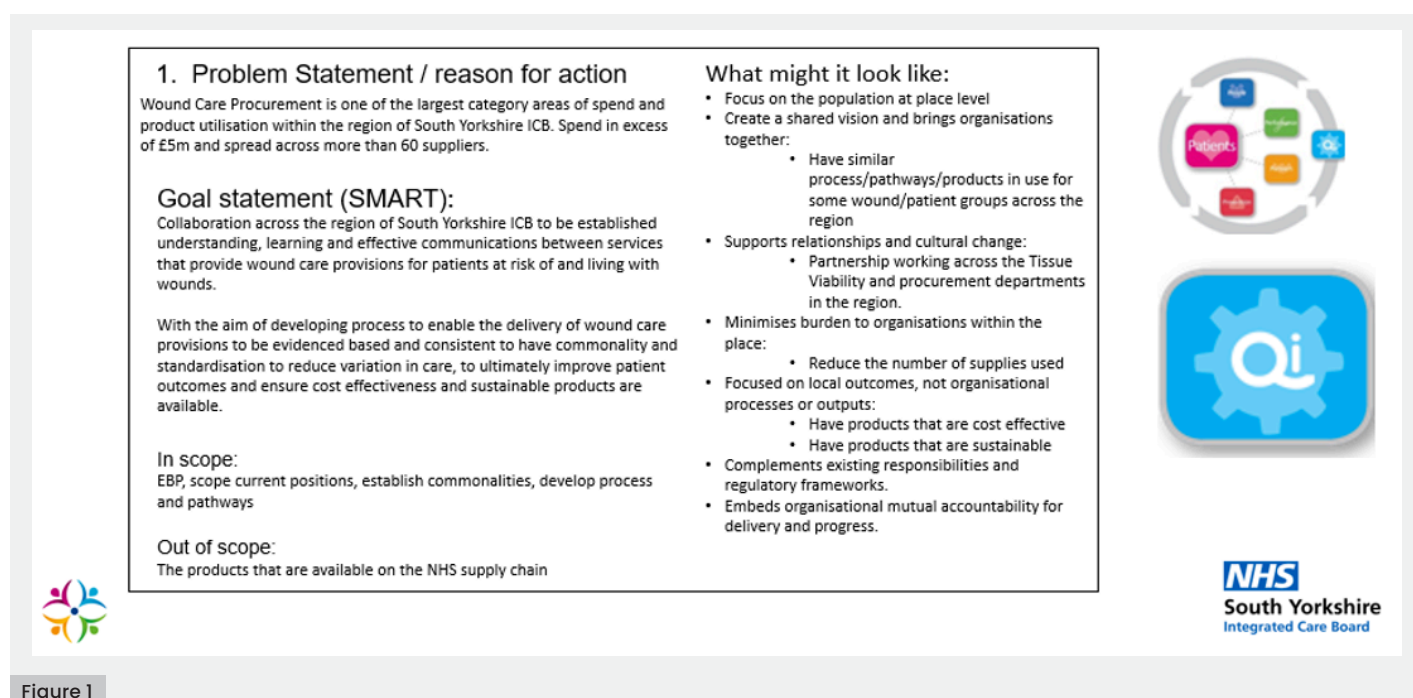 1. Problem Statement / reason for action
Wound Care Procurement is one of the largest category areas of spend and
product utilisation within the region of South Yorkshire ICB. Spend in excess
of £5m and spread across more than 60 suppliers.
Goal statement (SMART):
Collaboration across the region of South Yorkshire ICB to be established
understanding, learning and effective communications between services
that provide wound care provisions for patients at risk of and living with
wounds.
With the aim of developing process to enable the delivery of wound care
provisions to be evidenced based and consistent to have commonality and
standardisation to reduce variation in care, to ultimately improve patient
outcomes and ensure cost effectiveness and sustainable products are
available.
In scope:
EBP, scope current positions, establish commonalities, develop process
and pathways
Out of scope:
The products that are available on the NHS supply chain
What might it look like:
• Focus on the population at place level
• Create a shared vision and brings organisations
together:
• Have similar
process/pathways/products in use for
some wound/patient groups across the
region
• Supports relationships and cultural change:
• Partnership working across the Tissue
Viability and procurement departments
in the region.
• Minimises burden to organisations within the
place:
• Reduce the number of supplies used
• Focused on local outcomes, not organisational
processes or outputs:
• Have products that are cost effective
• Have products that are sustainable
• Complements existing responsibilities and
regulatory frameworks.
• Embeds organisational mutual accountability for
delivery and progress.
Patients
Qi
Qi
NHS
South Yorkshire
Integrated Care Board
Figure 1